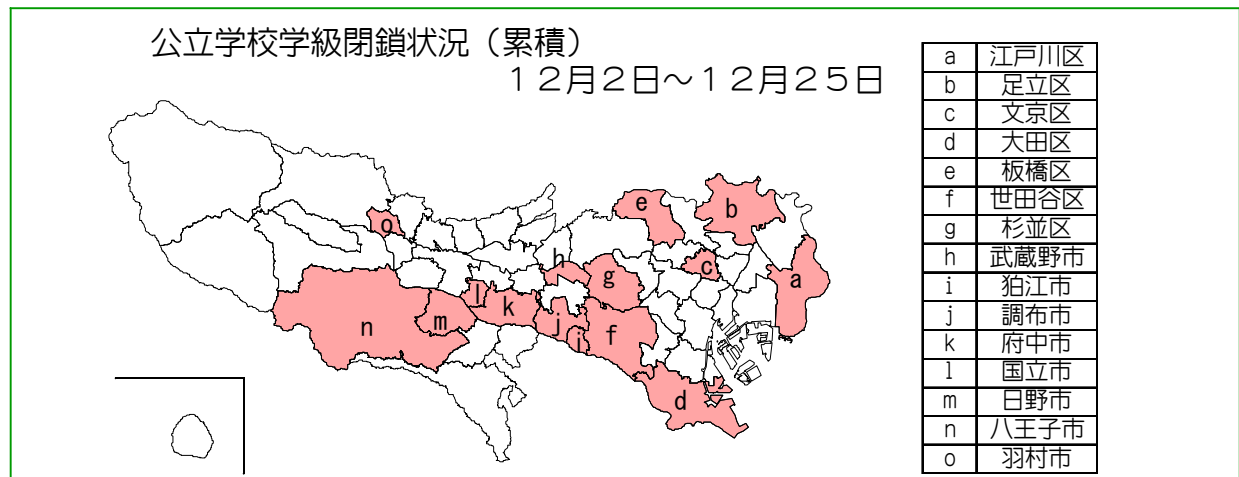 公立学校学級閉鎖状況（累積）
１２月２日～１２月２５日
a 江戸川区
b 足立区
c 文京区
d 大田区
e 板橋区
f 世田谷区
g 杉並区
h 武蔵野市
i 狛江市
j 調布市
k 府中市
l 国立市
m 日野市
n 八王子市
o 羽村市
o
e
b
h
g
c
a
l
k
n
m
j
i
f
d